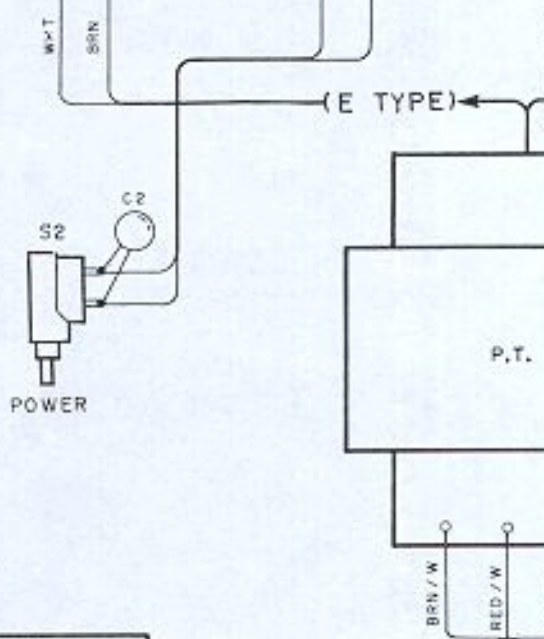 WHT
BRN
(E TYPE)
C2
S2
P.T.
POWER
BRN/W
RED/W